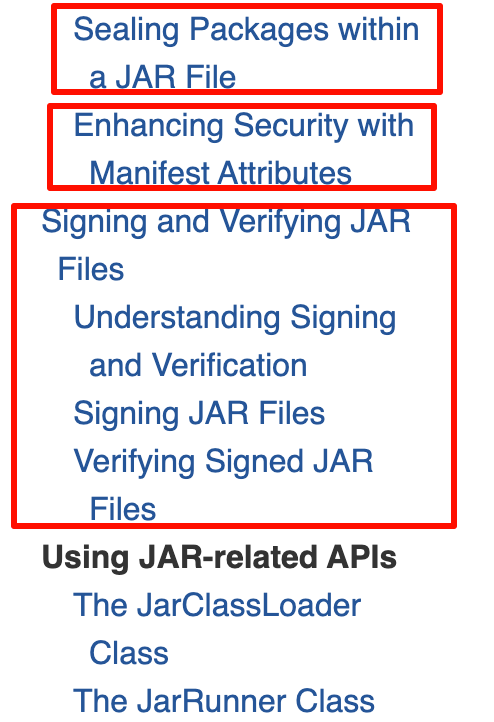 Sealing Packages within
a JAR File
Enhancing Security with
Manifest Attributes
Signing and Verifying JAR
Files
Understanding Signing
and Verification
Signing JAR Files
Verifying Signed JAR
Files
Using JAR-related APIs
The JarClassLoader
Class
The JarRunner Class